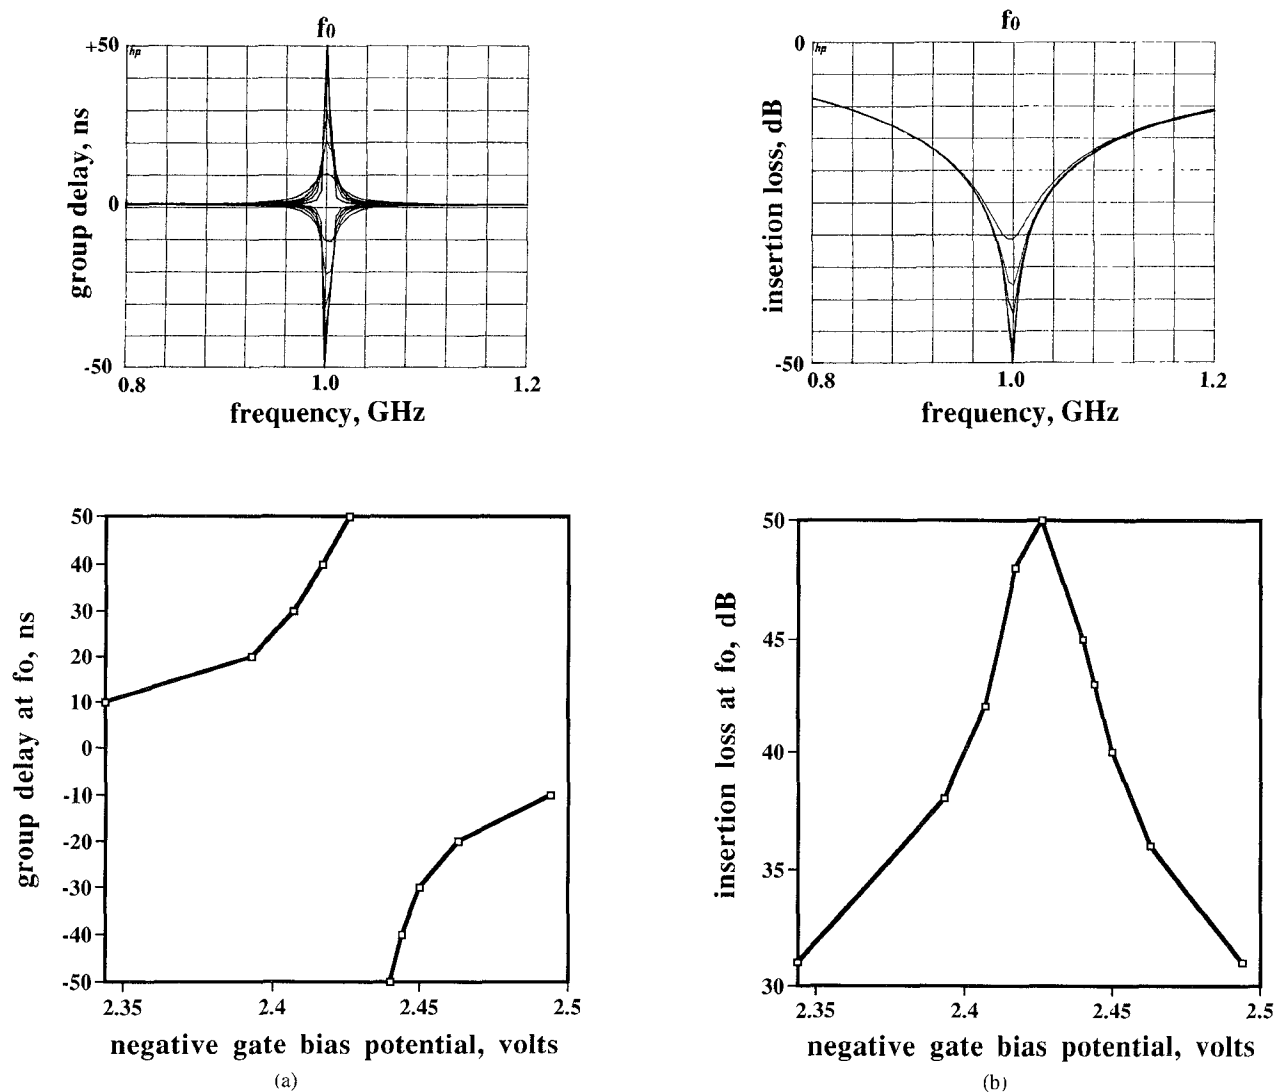 f0
+50
hp
group delay, ns
0
-50
0.8
1.0
1.2
frequency, GHz
f0
0
hp
insertion loss, dB
-50
0.8
1.0
1.2
frequency, GHz
50
40
30
20
10
0
-10
-20
-30
-40
-50
group delay at fo, ns
2.35
2.4
2.45
2.5
negative gate bias potential, volts
(a)
50
45
40
35
30
insertion loss at fo, dB
2.35
2.4
2.45
2.5
negative gate bias potential, volts
(b)